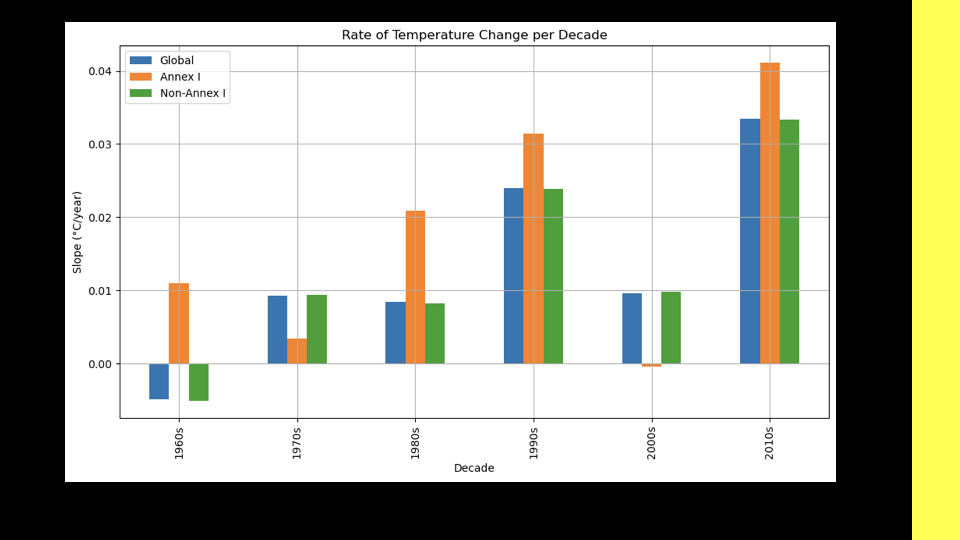 Rate of Temperature Change per Decade
Global
Annex I
Non-Annex I
0.04
0.03
0.02
0.01
0.00
Slope (°C/year)
1960s
1970s
1980s
1990s
2000s
2010s
Decade